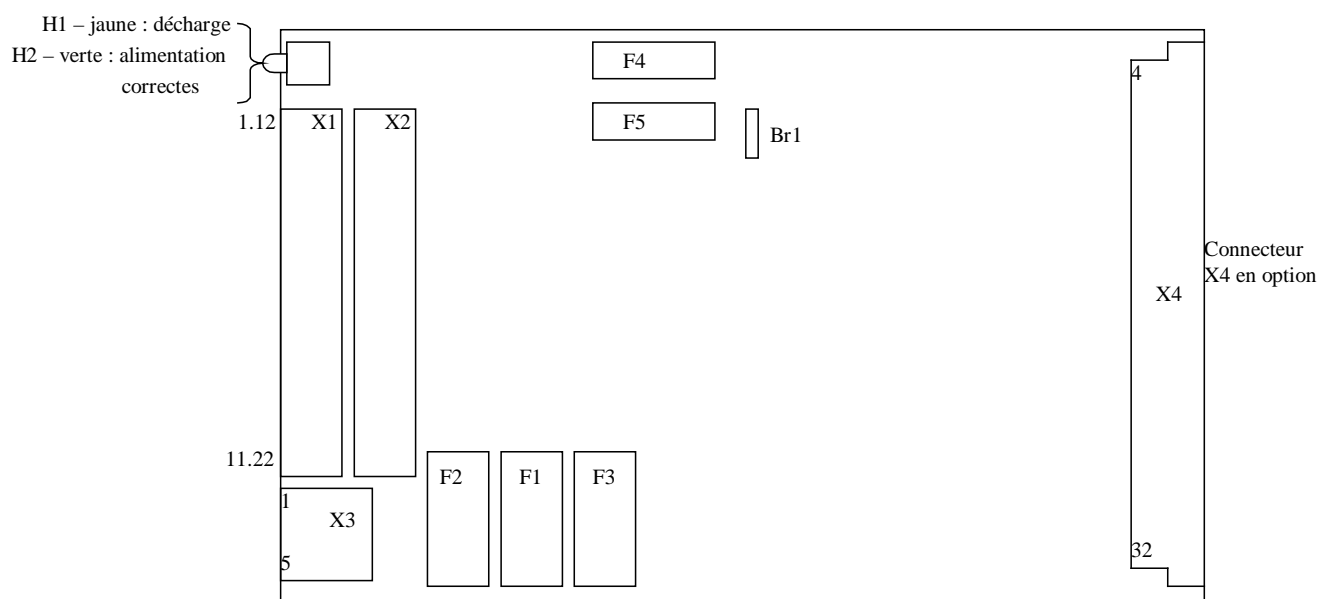 H1 – jaune : décharge
H2 – verte : alimentation
correctes
F4
4
1.12
X1
X2
F5
Br1
Connecteur
X4 en option
X4
11.22
F2
F1
F3
1
X3
5
32